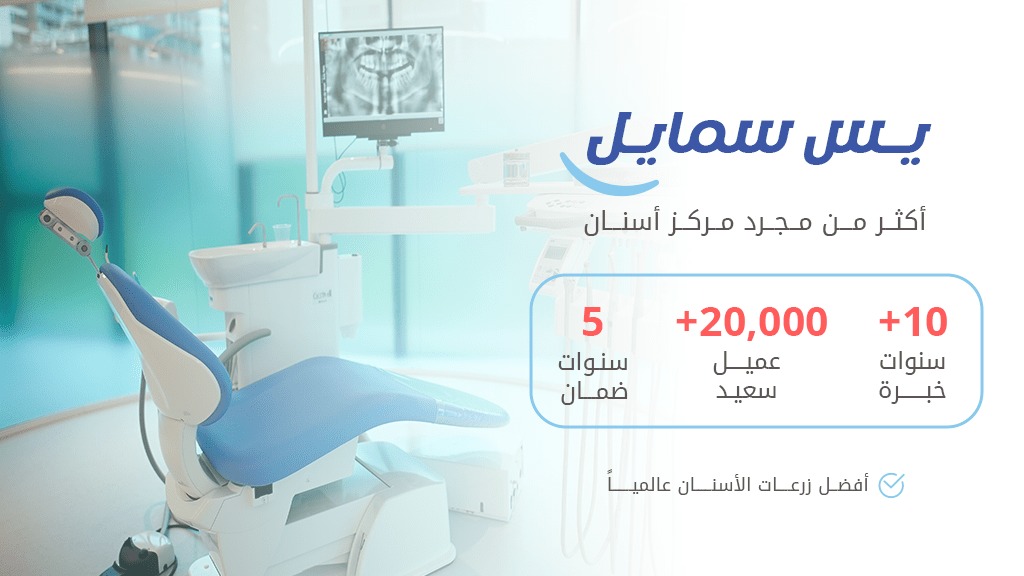 يس سمايل
أكثر من مجرد مركز أسنان
+10
سنوات
خبرة
+20,000
عميل
سعيد
5
سنوات
ضمان
أفضل زرعات الأسنان عالمياً